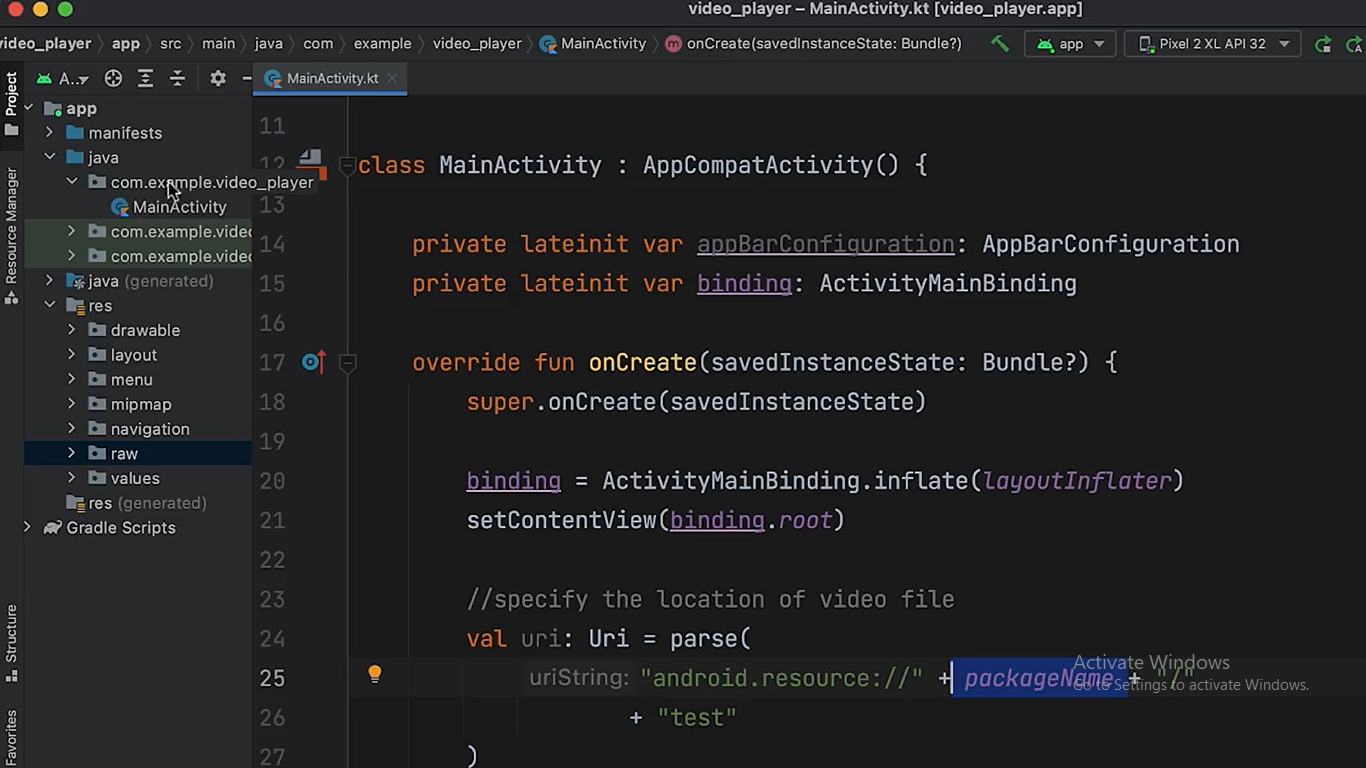 video_player – MainActivity.kt [video_player.app]
video_player app src main java com example video_player MainActivity onCreate(savedInstanceState: Bundle?) app Pixel 2 XL API 32
Project
A..
MainActivity.kt
app
manifests
java
com.example.video_player
MainActivity
com.example.video
com.example.video
java (generated)
res
drawable
layout
menu
mipmap
navigation
raw
values
res (generated)
Gradle Scripts
Resource Manager
Structure
Favorites
11
12 class MainActivity : AppCompatActivity() {
13
14 private lateinit var appBarConfiguration: AppBarConfiguration
15 private lateinit var binding: ActivityMainBinding
16
17 override fun onCreate(savedInstanceState: Bundle?) {
18 super.onCreate(savedInstanceState)
19
20 binding = ActivityMainBinding.inflate(layoutInflater)
21 setContentView(binding.root)
22
23 //specify the location of video file
24 val uri: Uri = parse(
25 uriString: "android.resource://" + packageName + "/"
26 + "test"
27 )
Activate Windows
Go to Settings to activate Windows.